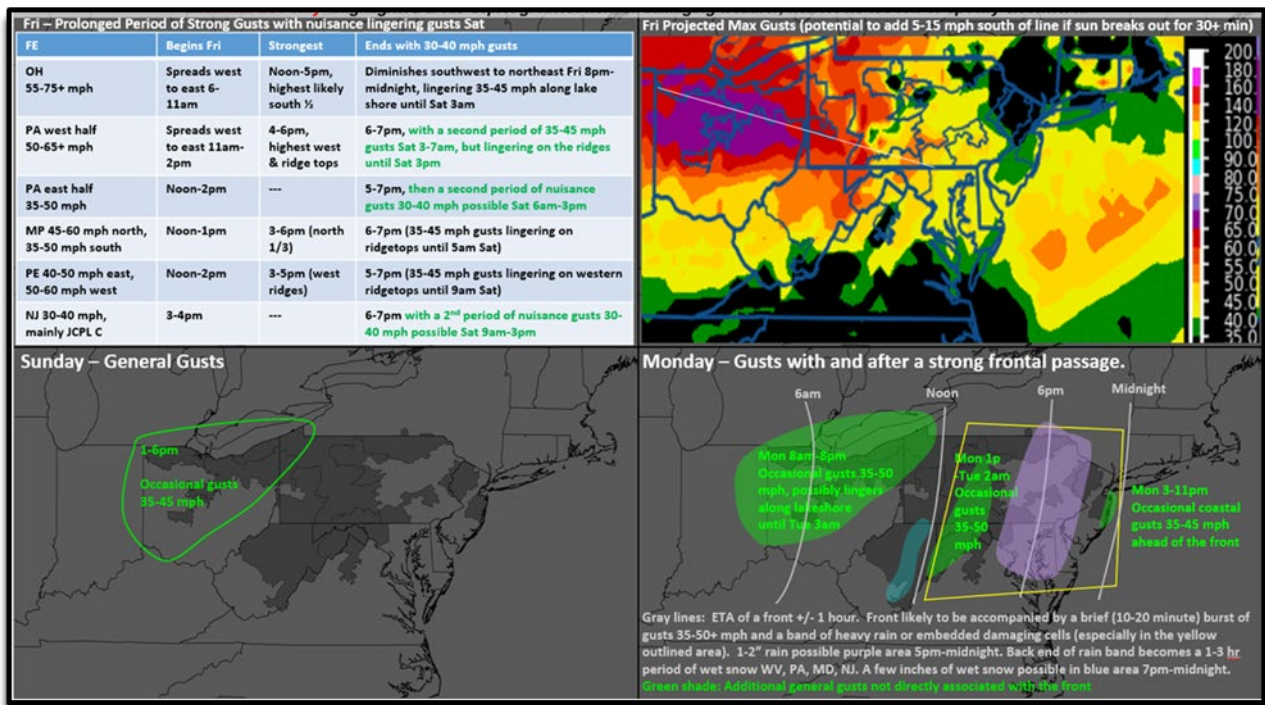 Fri – Prolonged Period of Strong Gusts with nuisance lingering gusts Sat
FE
Begins Fri
Strongest
Ends with 30-40 mph gusts
OH
55-75+ mph
Spreads west
to east 6-
11am
Noon-5pm,
highest likely
south ½
Diminishes southwest to northeast Fri 8pm-
midnight, lingering 35-45 mph along lake
shore until Sat 3am
PA west half
50-65+ mph
Spreads west
to east 11am-
2pm
4-6pm,
highest west
& ridge tops
6-7pm, with a second period of 35-45 mph
gusts Sat 3-7am, but lingering on the ridges
until Sat 3pm
PA east half
35-50 mph
Noon-2pm
---
5-7pm, then a second period of nuisance
gusts 30-40 mph possible Sat 6am-3pm
MP 45-60 mph north,
35-50 mph south
Noon-1pm
3-6pm (north
1/3)
6-7pm (35-45 mph gusts lingering on
ridgetops until 5am Sat)
PE 40-50 mph east,
50-60 mph west
Noon-2pm
3-5pm (west
ridges)
5-7pm (35-45 mph gusts lingering on western
ridgetops until 9am Sat)
NJ 30-40 mph,
mainly JCPL C
3-4pm
---
6-7pm with a 2nd period of nuisance gusts 30-
40 mph possible Sat 9am-3pm
Fri Projected Max Gusts (potential to add 5-15 mph south of line if sun breaks out for 30+ min)
200.
180.
160.
140.
120.
100.
90.0
80.0
75.0
70.0
65.0
60.0
55.0
50.0
45.0
40.0
35.0
Sunday – General Gusts
1-6pm
Occasional gusts
35-45 mph
Monday – Gusts with and after a strong frontal passage.
6am
Noon
6pm
Midnight
Mon 8am-8pm
Occasional gusts 35-50
mph, possibly lingers
along lakeshore
until Tue 3am
Mon 1p
-Tue 2am
Occasional
gusts
35-50
mph
Mon 3-11pm
Occasional coastal
gusts 35-45 mph
ahead of the front
Gray lines: ETA of a front +/- 1 hour. Front likely to be accompanied by a brief (10-20 minute) burst of
gusts 35-50+ mph and a band of heavy rain or embedded damaging cells (especially in the yellow
outlined area). 1-2” rain possible purple area 5pm-midnight. Back end of rain band becomes a 1-3 hr
period of wet snow WV, PA, MD, NJ. A few inches of wet snow possible in blue area 7pm-midnight.
Green shade: Additional general gusts not directly associated with the front